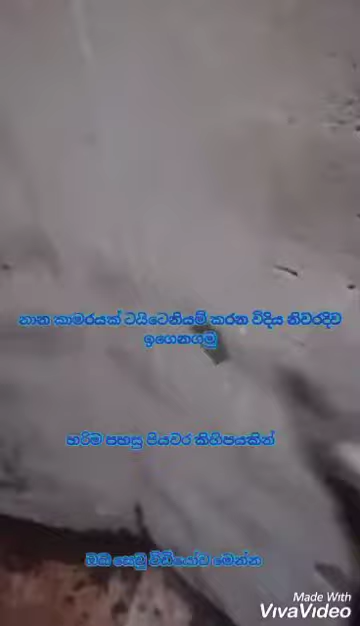 නාන කාමරයක් ටයිටෙනියම් කරන විදිය නිවරදිව
ඉගෙනගමු
හරිම පහසු පියවර කිහිපයකින්
වීඩියෝව මෙන්න
Made With
VivaVideo